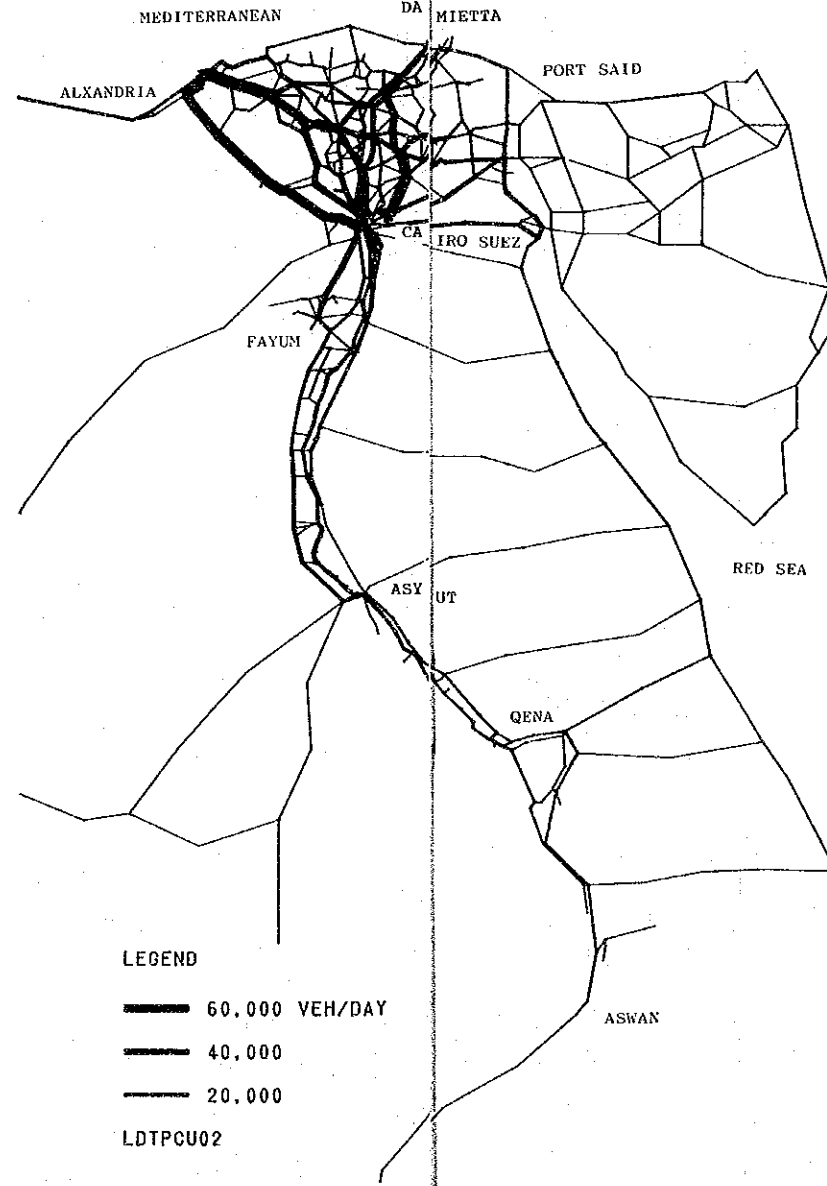 MEDITERRANEAN
DA MIETTA
PORT SAID
ALXANDRIA
CA IRO SUEZ
FAYUM
RED SEA
ASY UT
QENA
LEGEND
60,000 VEH/DAY
40,000
20,000
ASWAN
LDTPCU02